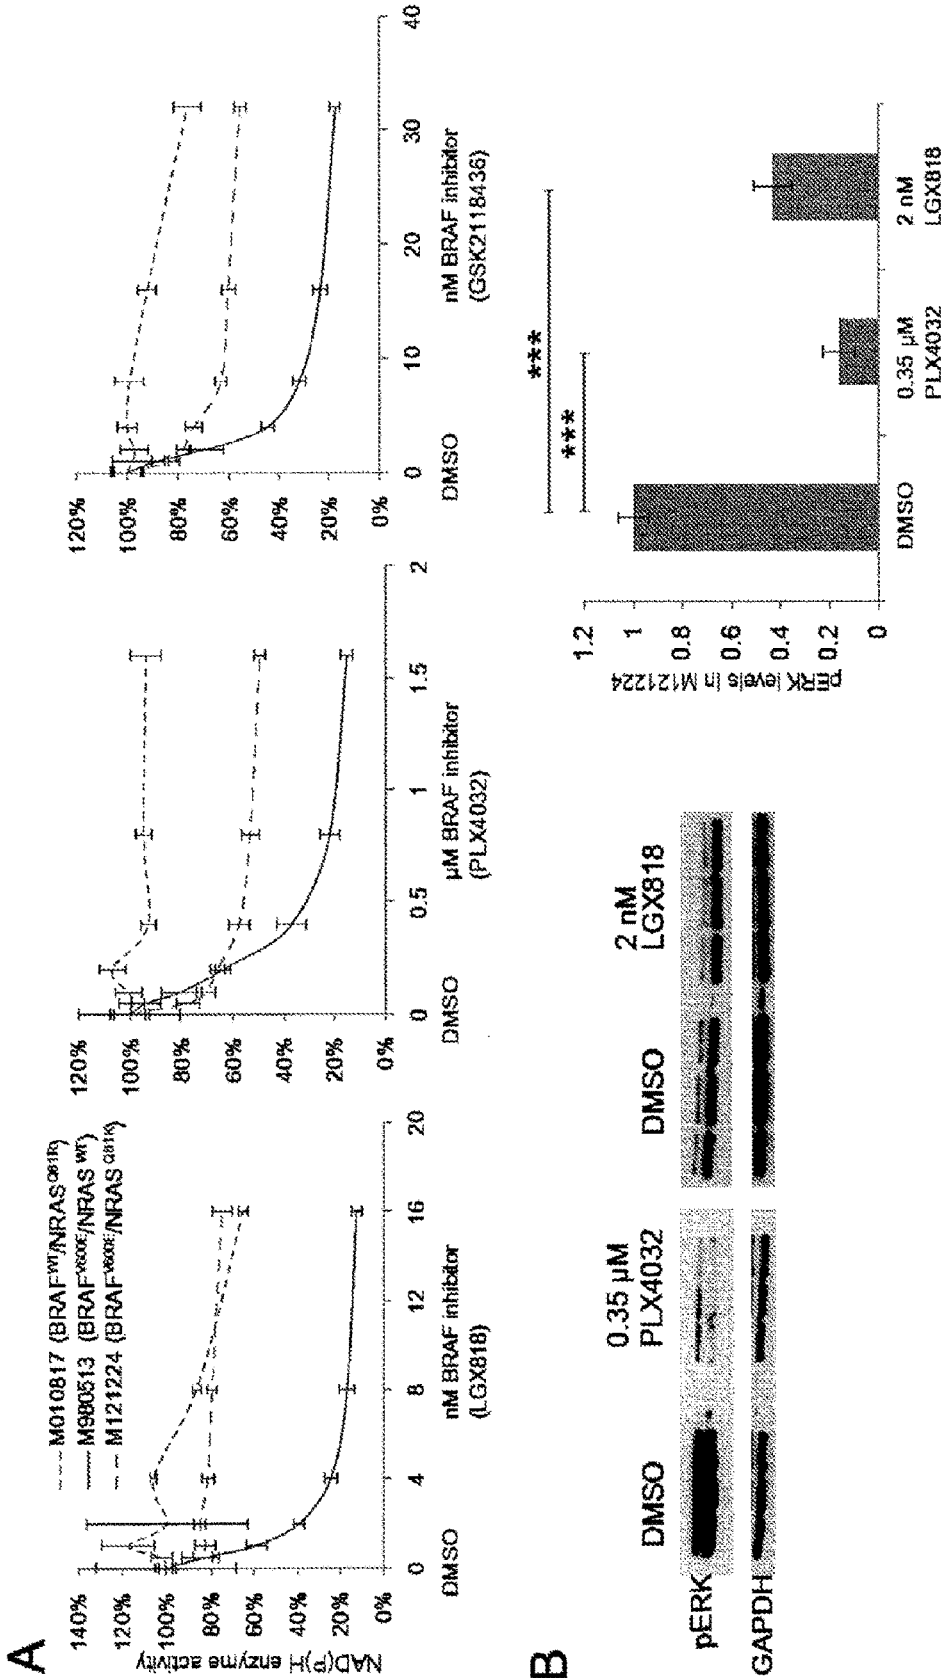 A
NAD(P)H enzyme activity
140%
120%
100%
80%
60%
40%
20%
0%
M010817 (BRAF^WT/NRAS^Q61R)
M980513 (BRAF^V600E/NRAS^WT)
M121224 (BRAF^V600E/NRAS^Q61K)
0 4 8 12 16 20
DMSO
nM BRAF inhibitor
(LGX818)
120%
100%
80%
60%
40%
20%
0%
0 0.5 1 1.5 2
DMSO
µM BRAF inhibitor
(PLX4032)
120%
100%
80%
60%
40%
20%
0%
0 10 20 30 40
DMSO
nM BRAF inhibitor
(GSK2118436)
B
DMSO
0.35 µM
PLX4032
DMSO
2 nM
LGX818
pERK
GAPDH
pERK levels in M121224
1.2
1
0.8
0.6
0.4
0.2
0
***
***
DMSO
0.35 µM
PLX4032
2 nM
LGX818